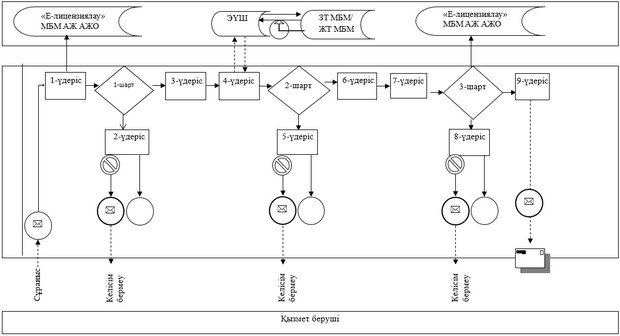 «Е-лицензиялау»
МБМ АЖ АЖО
ЭҮШ
ЗТ МБМ/
ЖТ МБМ
«Е-лицензиялау»
МБМ АЖ АЖО
1-үдеріс
1-шарт
3-үдеріс
4-үдеріс
2-шарт
6-үдеріс
7-үдеріс
3-шарт
9-үдеріс
2-үдеріс
5-үдеріс
8-үдеріс
Сұраныс
Келісім
бермеу
Келісім
бермеу
Келісім
бермеу
Қызмет беруші